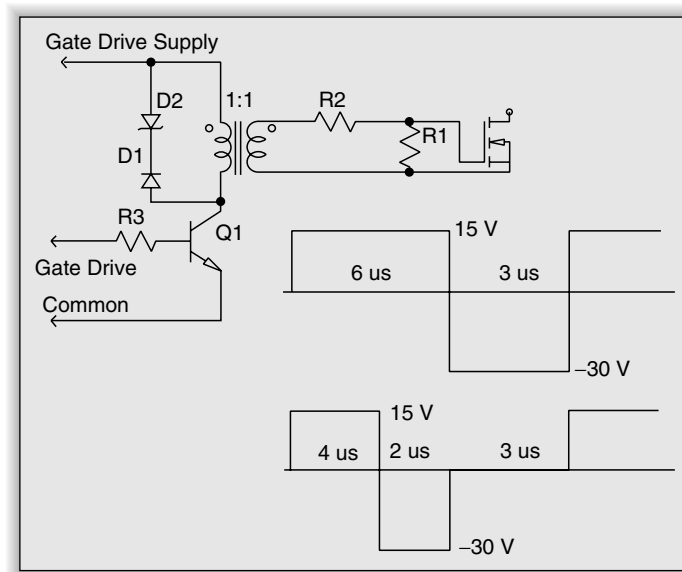 Gate Drive Supply
D2
1:1
R2
R1
D1
R3
Q1
Gate Drive
Common
15 V
6 us
3 us
–30 V
15 V
4 us
2 us
3 us
–30 V